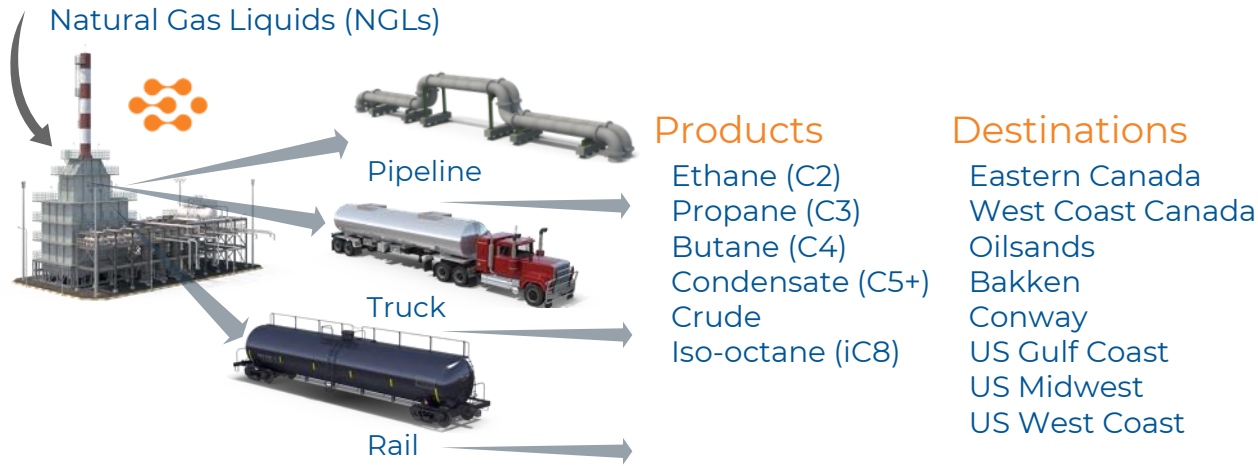 Natural Gas Liquids (NGLs)
Pipeline
Truck
Rail
Products
Ethane (C2)
Propane (C3)
Butane (C4)
Condensate (C5+)
Crude
Iso-octane (iC8)
Destinations
Eastern Canada
West Coast Canada
Oilsands
Bakken
Conway
US Gulf Coast
US Midwest
US West Coast